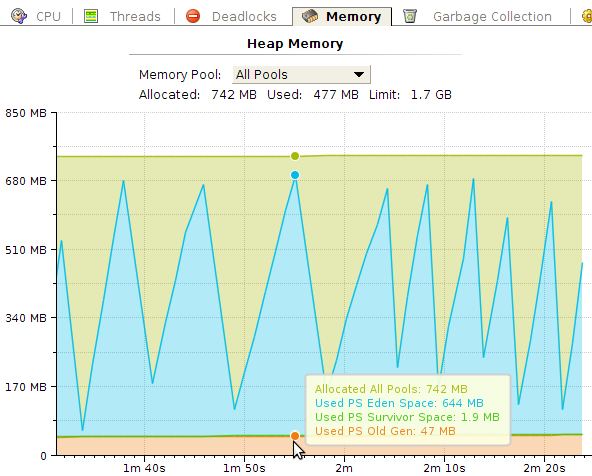 CPU Threads Deadlocks Memory Garbage Collection
Heap Memory
Memory Pool: All Pools
Allocated: 742 MB Used: 477 MB Limit: 1.7 GB
850 MB
680 MB
510 MB
340 MB
170 MB
0
Allocated All Pools: 742 MB
Used PS Eden Space: 644 MB
Used PS Survivor Space: 1.9 MB
Used PS Old Gen: 47 MB
1m 40s 1m 50s 2m 2m 10s 2m 20s